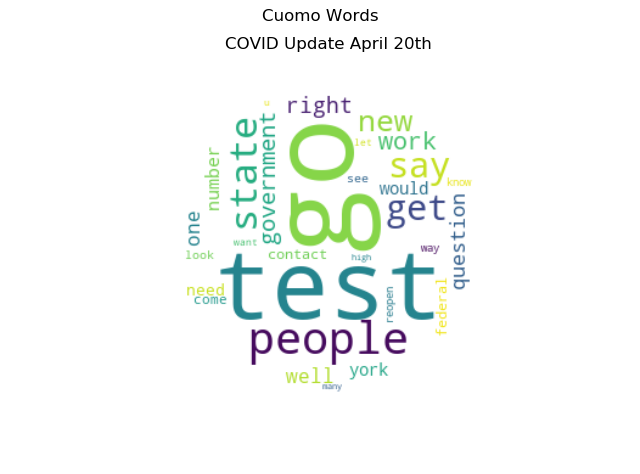 Cuomo Words
COVID Update April 20th
c
right
new
go
state
government
number
let
work
say
see
know
would
get
one
question
want
way
look
contact
high
test
need
come
reopen
federal
people
well
york
many